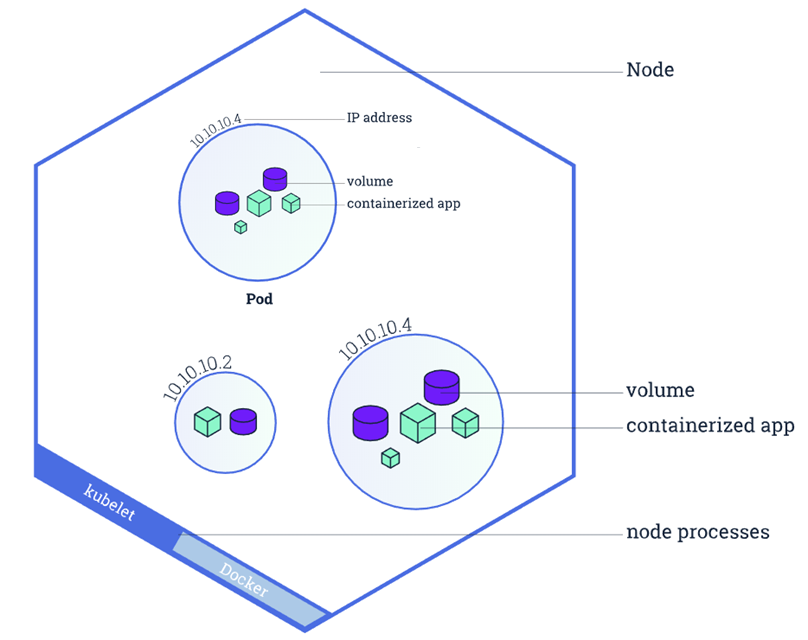 Node
10.10.10.4
IP address
volume
containerized app
Pod
10.10.10.2
10.10.10.4
volume
containerized app
kubelet
node processes
Docker